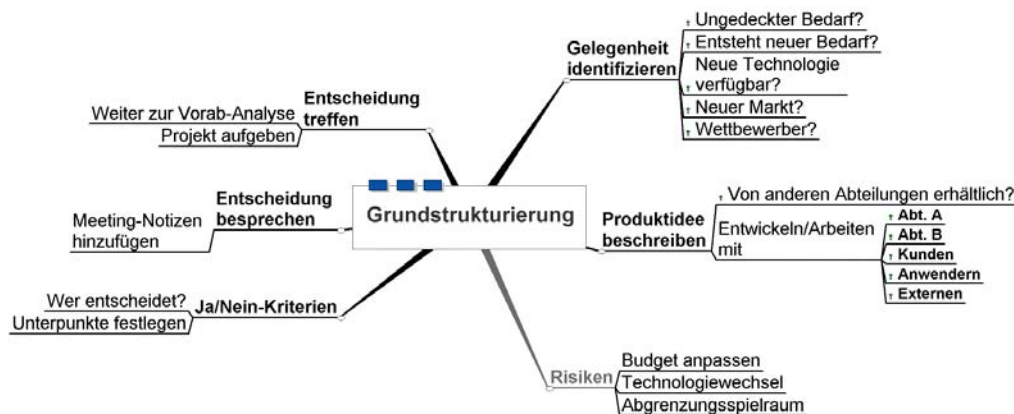 Grundstrukturierung
Gelegenheit
identifizieren
Ungedeckter Bedarf?
Entsteht neuer Bedarf?
Neue Technologie
verfügbar?
Neuer Markt?
Wettbewerber?
Produktidee
beschreiben
Von anderen Abteilungen erhältlich?
Entwickeln/Arbeiten
mit
Abt. A
Abt. B
Kunden
Anwendern
Externen
Risiken
Budget anpassen
Technologiewechsel
Abgrenzungsspielraum
Ja/Nein-Kriterien
Wer entscheidet?
Unterpunkte festlegen
Entscheidung
besprechen
Meeting-Notizen
hinzufügen
Entscheidung
treffen
Weiter zur Vorab-Analyse
Projekt aufgeben